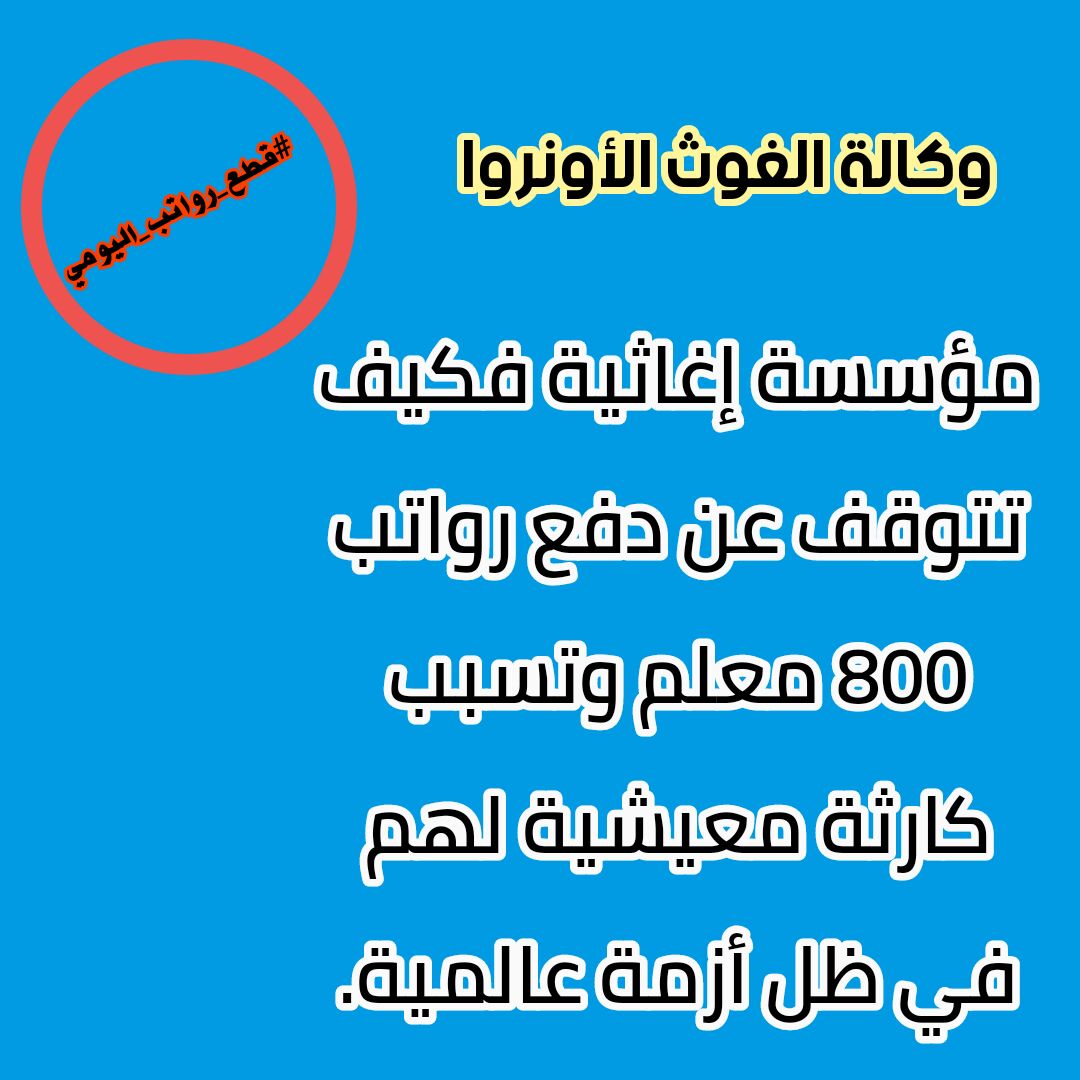 #قطع_رواتب_اليومي
وكالة الغوث الأونروا
مؤسسة إغاثية فكيف
تتوقف عن دفع رواتب
800 معلم وتسبب
كارثة معيشية لهم
في ظل أزمة عالمية.